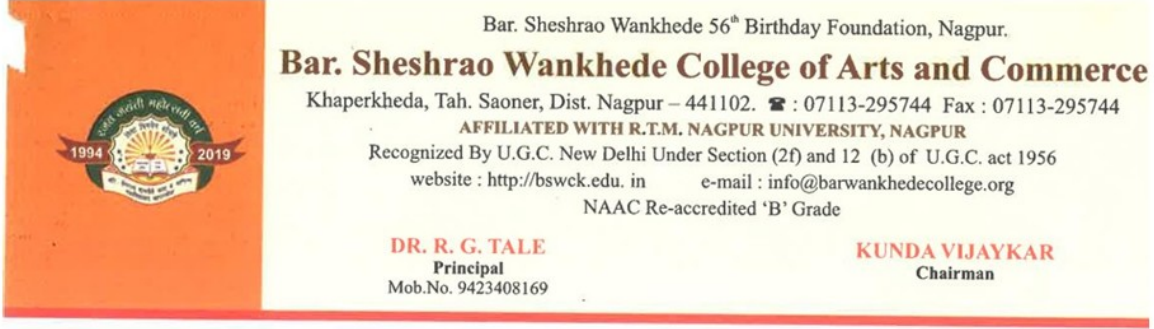 Bar. Sheshrao Wankhede 56th Birthday Foundation, Nagpur.
Bar. Sheshrao Wankhede College of Arts and Commerce
Khaperkheda, Tah. Saoner, Dist. Nagpur – 441102. ☎ : 07113-295744 Fax : 07113-295744
AFFILIATED WITH R.T.M. NAGPUR UNIVERSITY, NAGPUR
Recognized By U.G.C. New Delhi Under Section (2f) and 12 (b) of U.G.C. act 1956
website : http://bswck.edu. in e-mail : info@barwankhedecollege.org
NAAC Re-accredited ‘B’ Grade
DR. R. G. TALE
Principal
Mob.No. 9423408169
KUNDA VIJAYKAR
Chairman
1994
2019